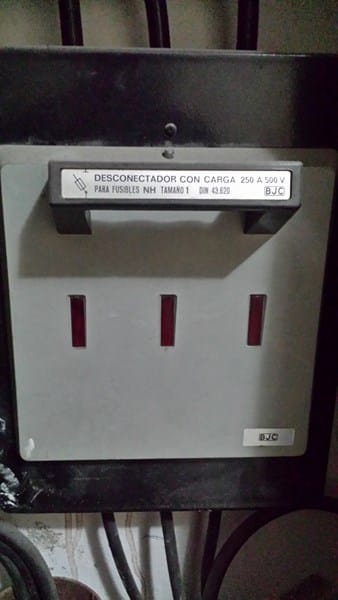 DESCONECTADOR CON CARGA 250 A 500 V
PARA FUSIBLES NH TAMAÑO 1 DIN 43.620 BJC
BJC